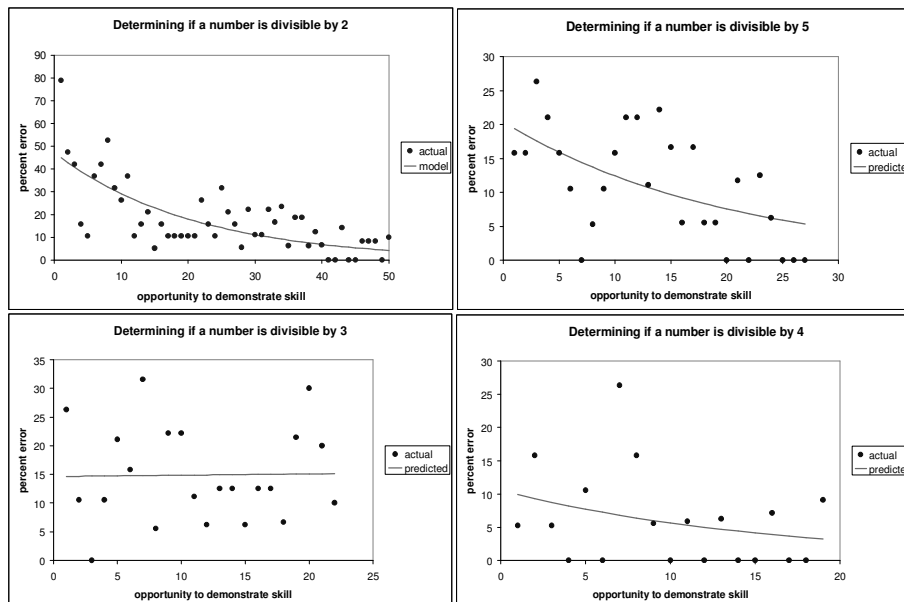 Determining if a number is divisible by 2
90
80
70
60
50
40
30
20
10
0
percent error
0 10 20 30 40 50
opportunity to demonstrate skill
actual
model
Determining if a number is divisible by 5
30
25
20
15
10
5
0
percent error
0 10 20 30
opportunity to demonstrate skill
actual
predicte
Determining if a number is divisible by 3
35
30
25
20
15
10
5
0
percent error
0 5 10 15 20 25
opportunity to demonstrate skill
actual
predicted
Determining if a number is divisible by 4
30
25
20
15
10
5
0
percent error
0 5 10 15 20
opportunity to demonstrate skill
actual
predicte